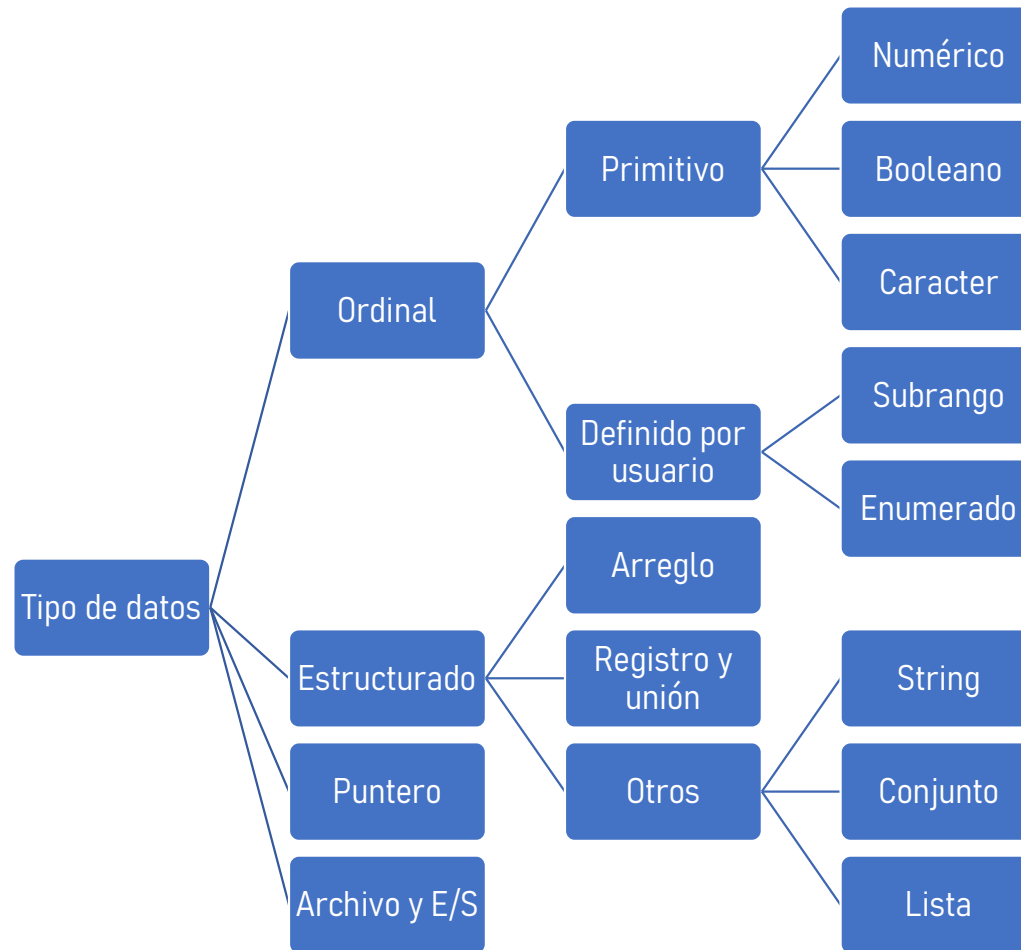 Numérico
Primitivo
Booleano
Ordinal
Caracter
Subrango
Definido por
usuario
Enumerado
Arreglo
Tipo de datos
Estructurado
Registro y
unión
String
Puntero
Otros
Conjunto
Archivo y E/S
Lista